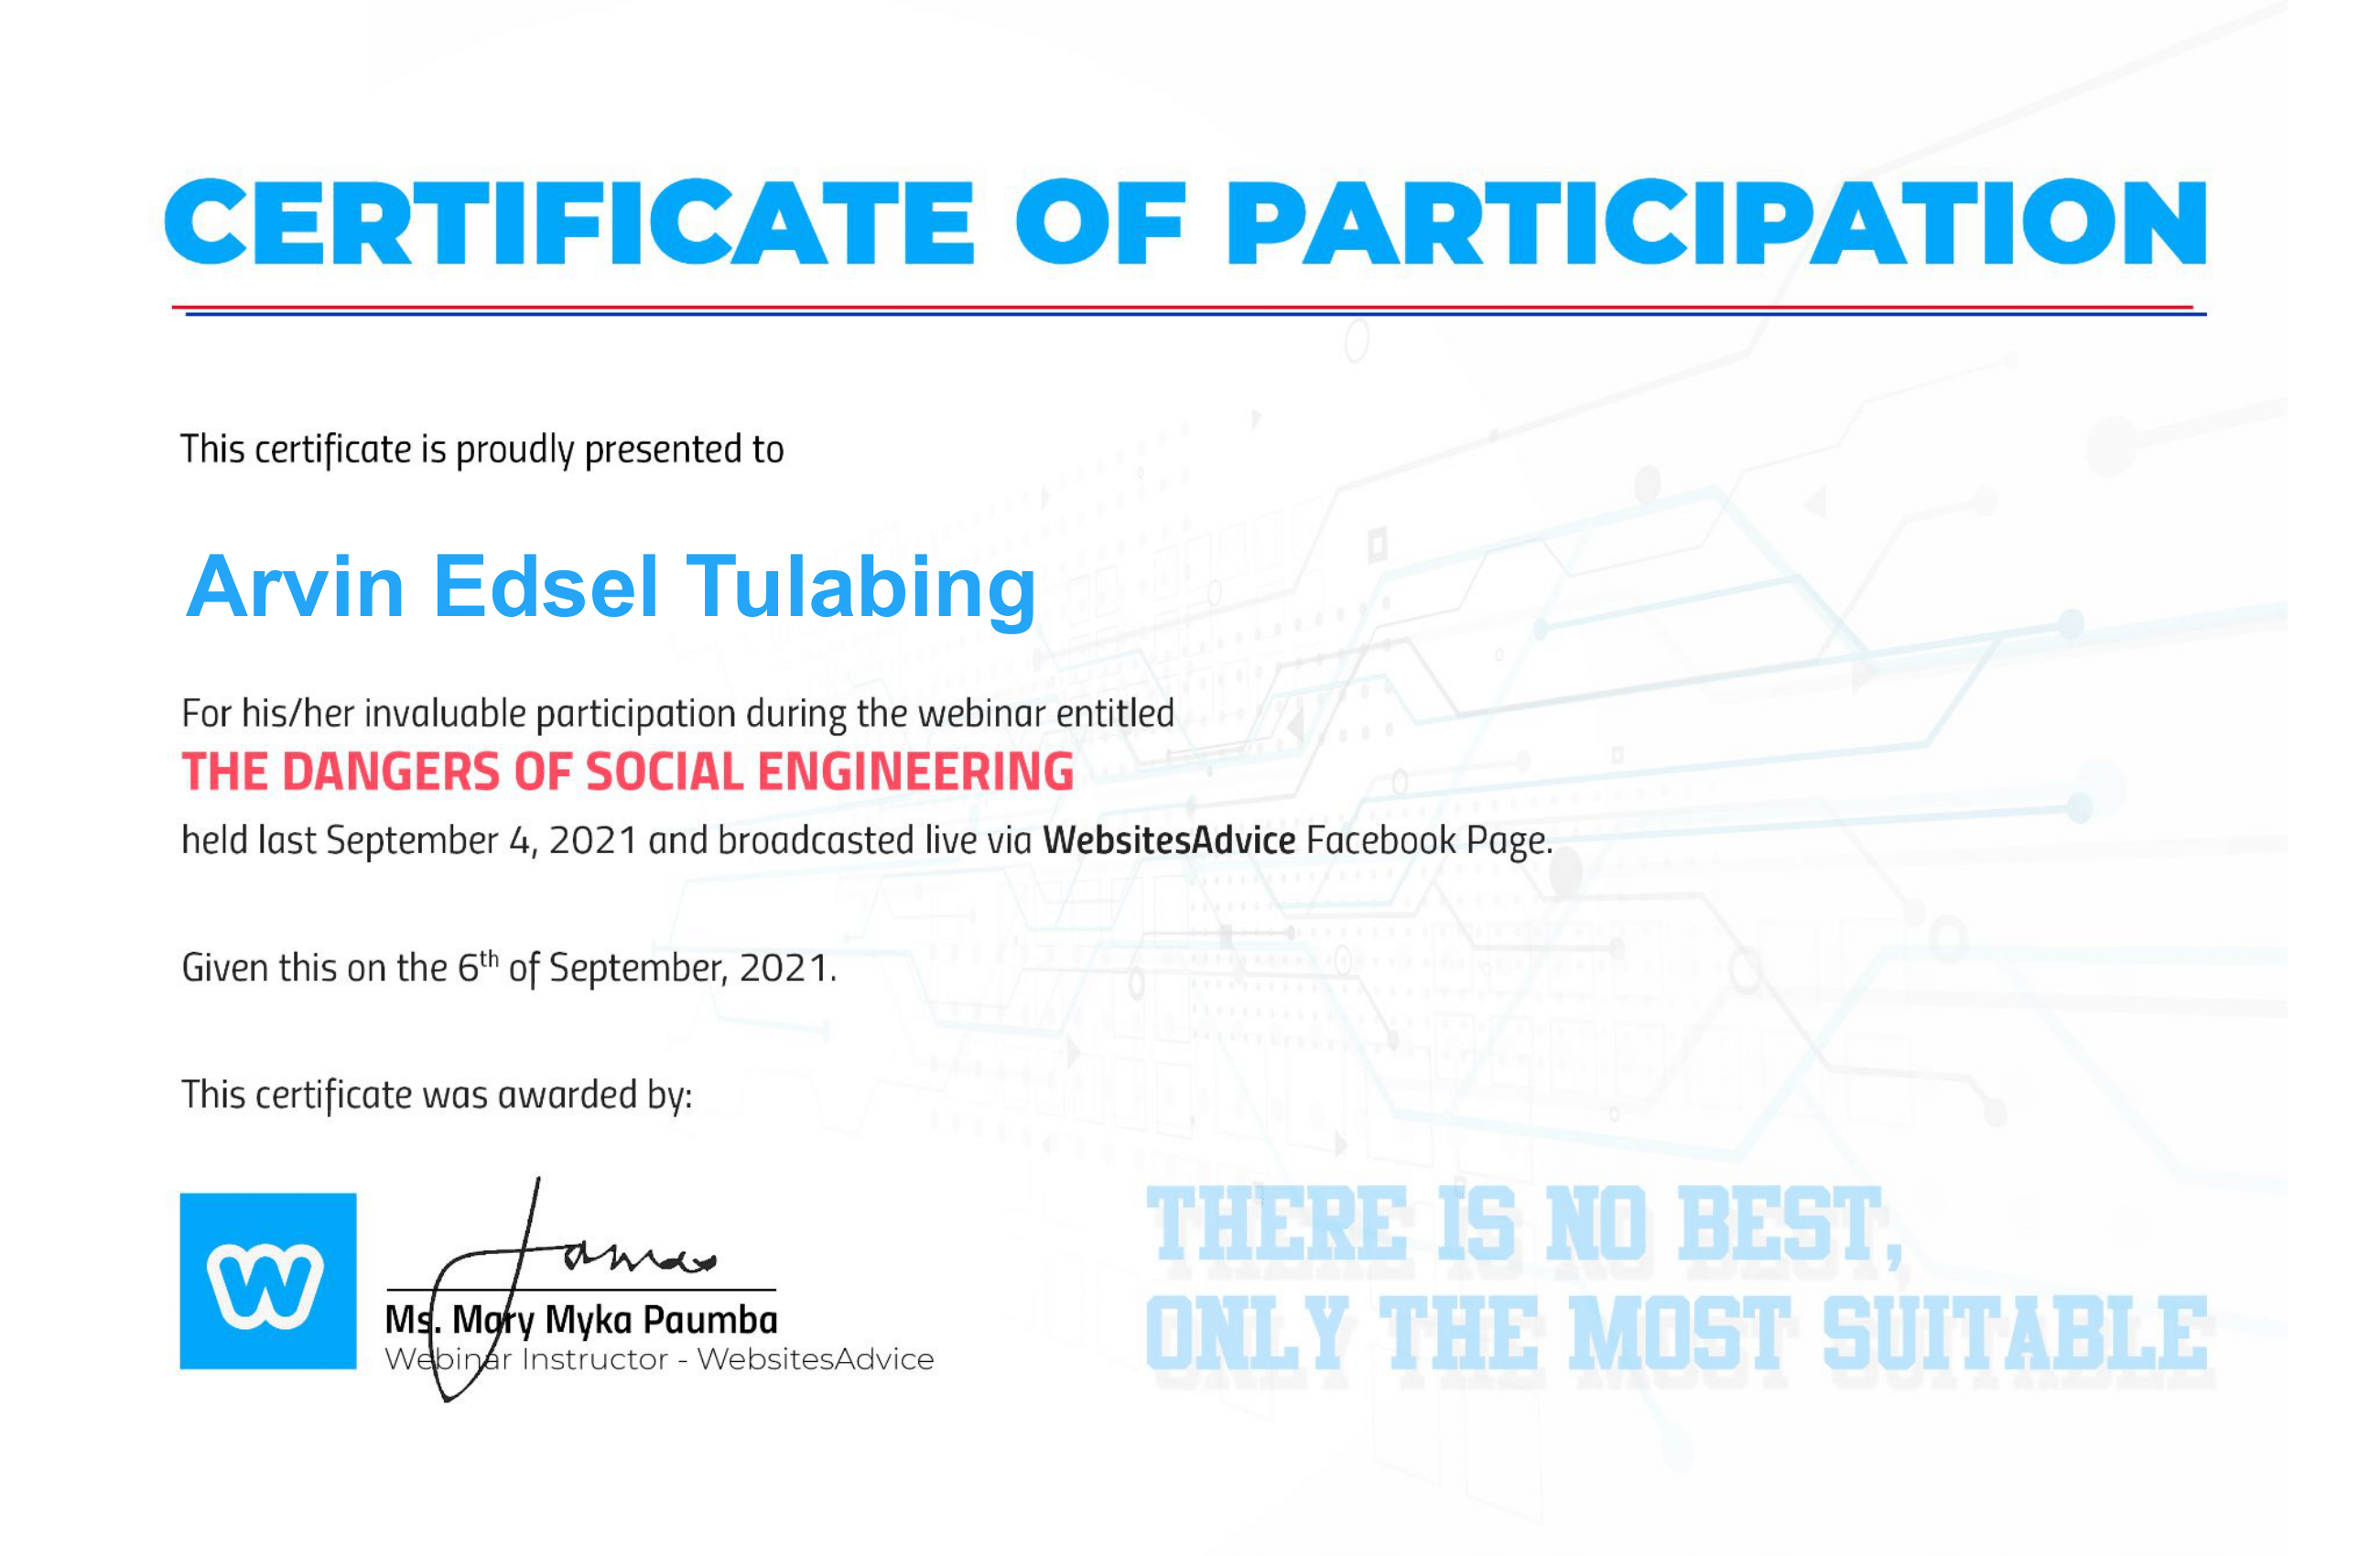 CERTIFICATE OF PARTICIPATION
This certificate is proudly presented to
Arvin Edsel Tulabing
For his/her invaluable participation during the webinar entitled
THE DANGERS OF SOCIAL ENGINEERING
held last September 4, 2021 and broadcasted live via WebsitesAdvice Facebook Page.
Given this on the 6th of September, 2021.
This certificate was awarded by:
W
Ms. Mary Myka Paumba
Webinar Instructor - WebsitesAdvice
THERE IS NO BEST,
ONLY THE MOST SUITABLE